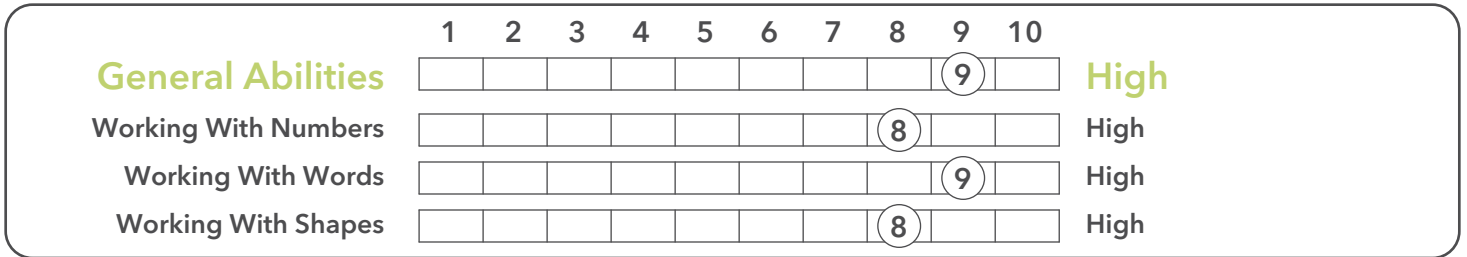 1 2 3 4 5 6 7 8 9 10
General Abilities 9 High
Working With Numbers 8 High
Working With Words 9 High
Working With Shapes 8 High